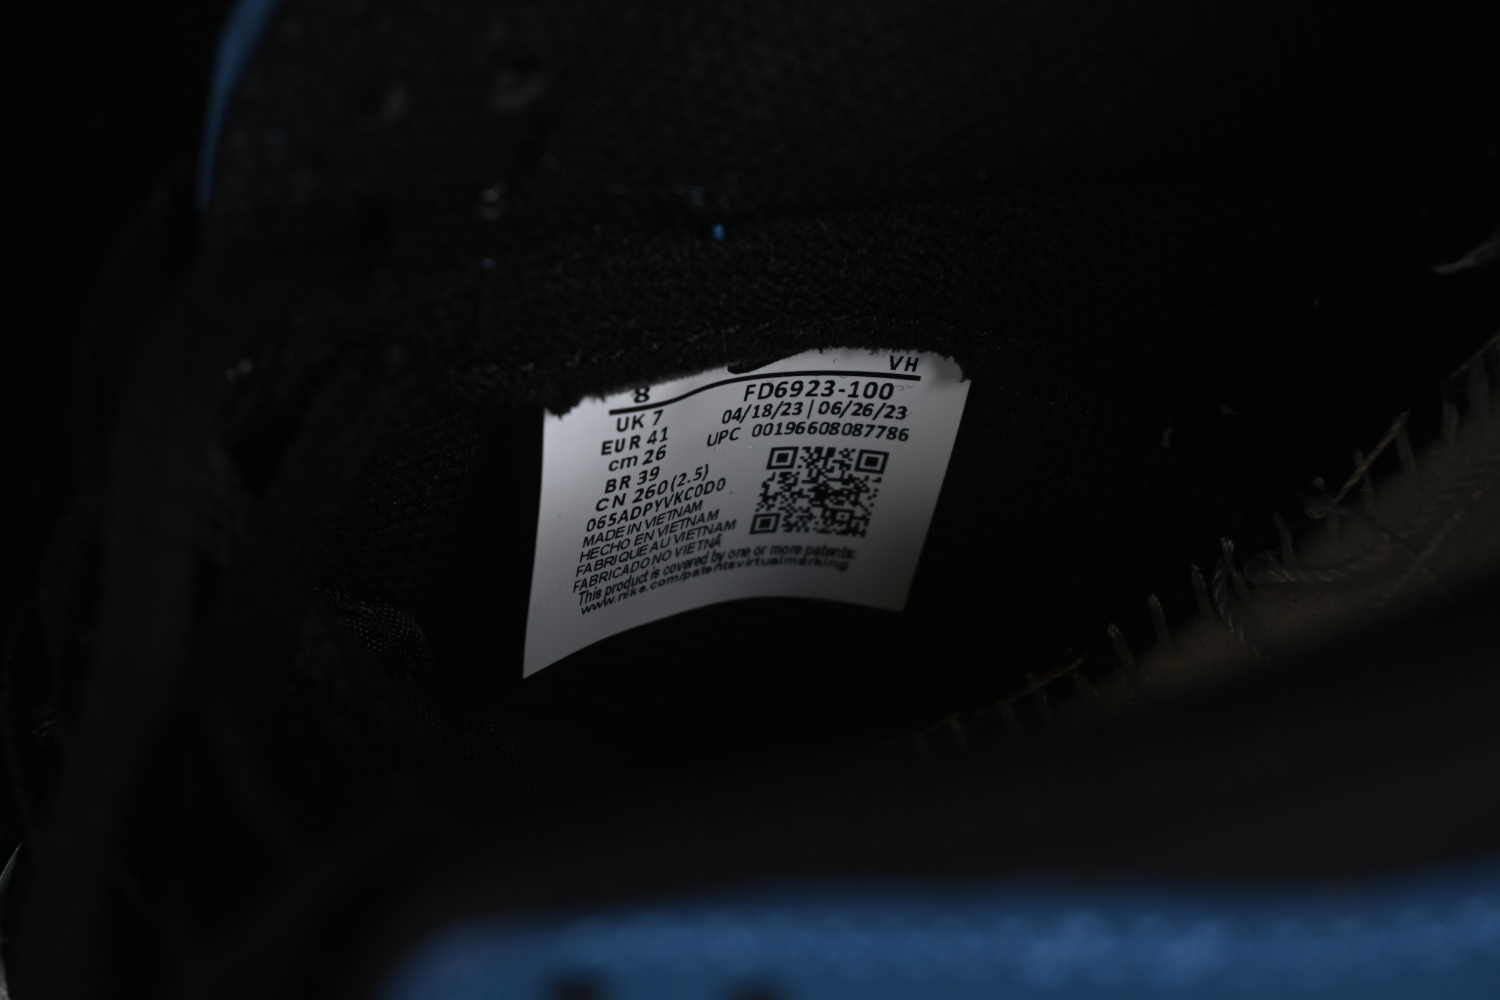 VH
8 FD6923-100
UK 7 04/18/23 | 06/26/23
EUR 41 UPC 00196608087786
cm 26
BR 39
CN 260 (2.5)
065ADPYVKC0D0
MADE IN VIETNAM
HECHO EN VIETNAM
FABRIQUE AU VIETNAM
FABRICADO NO VIETNÃ
This product is covered by one or more patents:
www.nike.com/patentsvirtualmarking